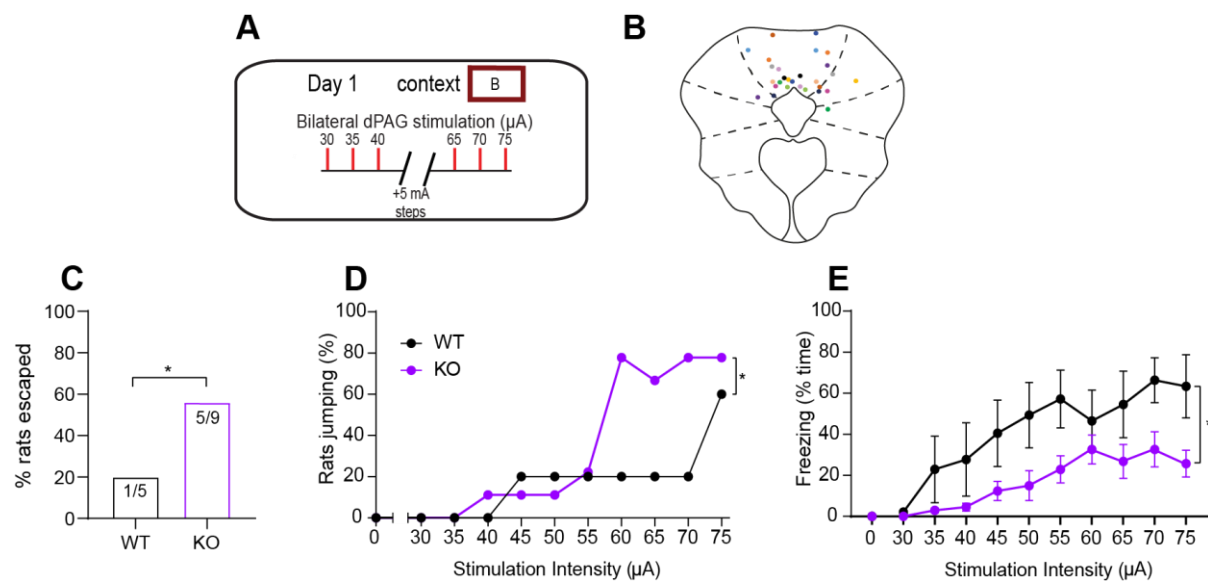 A
Day 1 context B
Bilateral dPAG stimulation (µA)
30 35 40 65 70 75
+5 mA
steps
B
C
% rats escaped
100
80
60
40
20
0
*
1/5
5/9
WT KO
D
Rats jumping (%)
100
80
60
40
20
0
WT
KO
*
0 30 35 40 45 50 55 60 65 70 75
Stimulation Intensity (µA)
E
Freezing (% time)
100
80
60
40
20
0
*
0 30 35 40 45 50 55 60 65 70 75
Stimulation Intensity (µA)